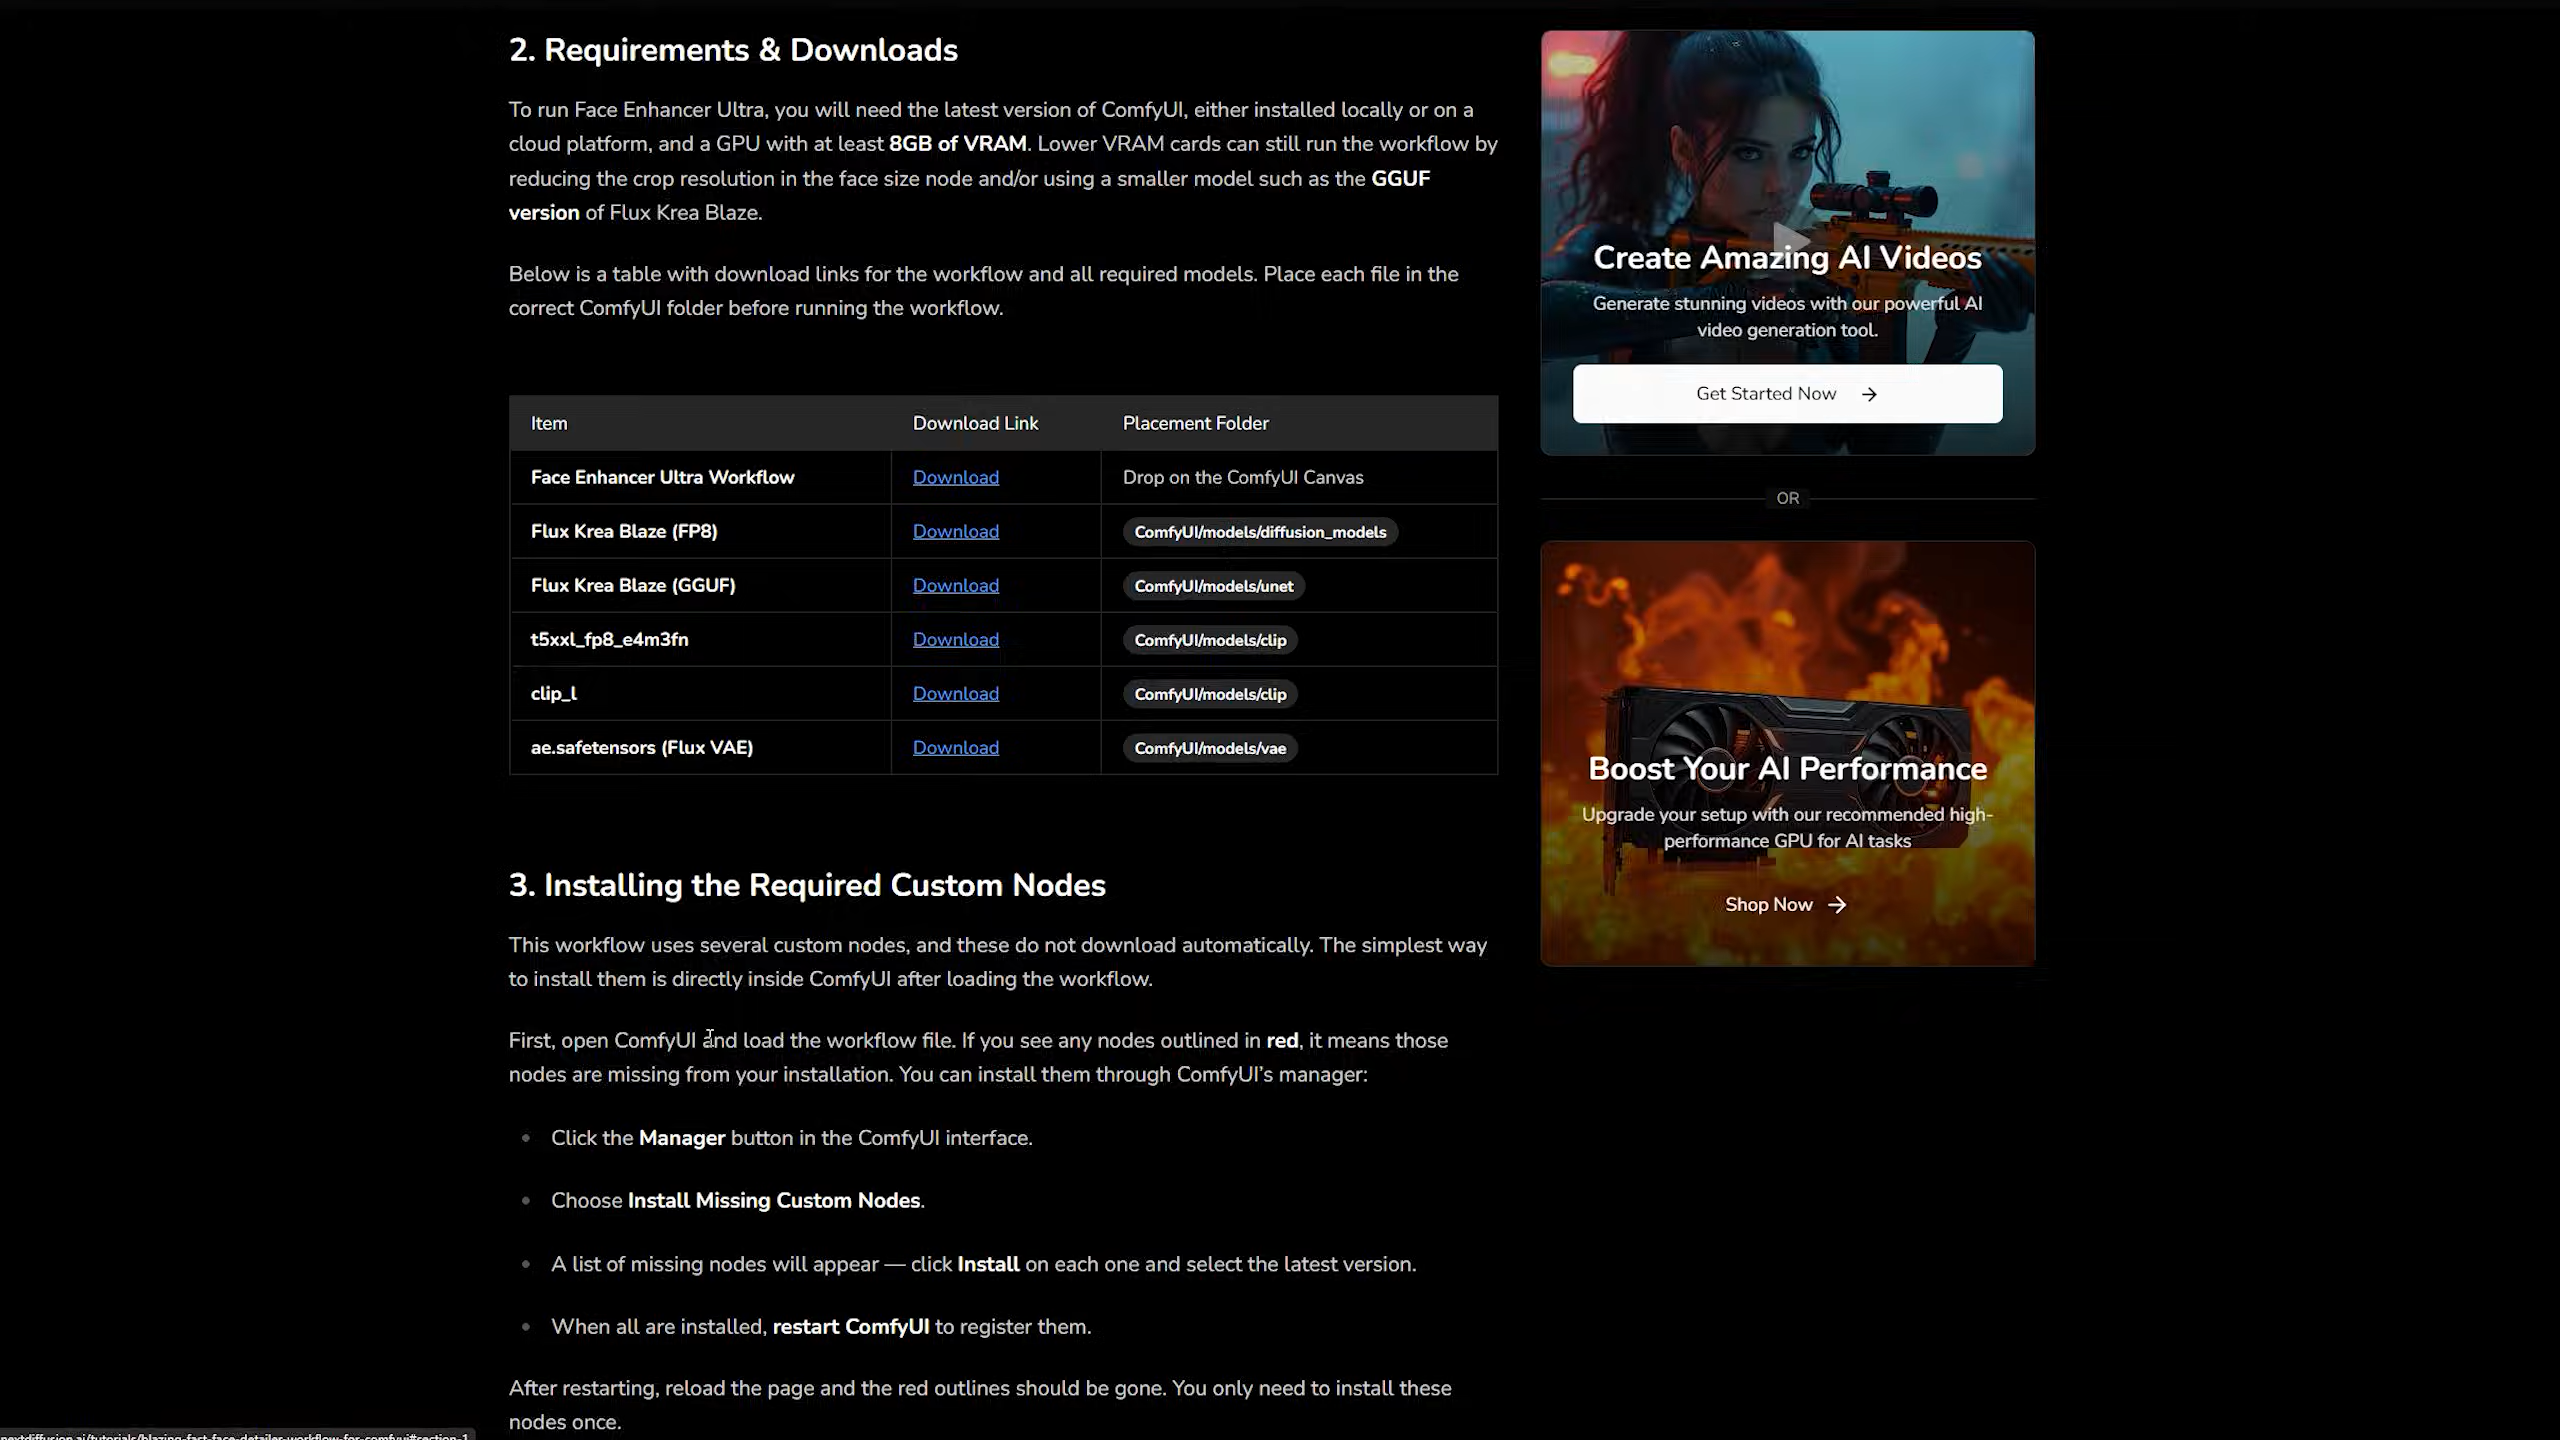 2. Requirements & Downloads
To run Face Enhancer Ultra, you will need the latest version of ComfyUI, either installed locally or on a
cloud platform, and a GPU with at least 8GB of VRAM. Lower VRAM cards can still run the workflow by
reducing the crop resolution in the face size node and/or using a smaller model such as the GGUF
version of Flux Krea Blaze.
Below is a table with download links for the workflow and all required models. Place each file in the
correct ComfyUI folder before running the workflow.
Item Download Link Placement Folder
Face Enhancer Ultra Workflow Download Drop on the ComfyUI Canvas
Flux Krea Blaze (FP8) Download ComfyUI/models/diffusion_models
Flux Krea Blaze (GGUF) Download ComfyUI/models/unet
t5xxl_fp8_e4m3fn Download ComfyUI/models/clip
clip_l Download ComfyUI/models/clip
ae.safetensors (Flux VAE) Download ComfyUI/models/vae
3. Installing the Required Custom Nodes
This workflow uses several custom nodes, and these do not download automatically. The simplest way
to install them is directly inside ComfyUI after loading the workflow.
First, open ComfyUI and load the workflow file. If you see any nodes outlined in red, it means those
nodes are missing from your installation. You can install them through ComfyUI's manager:
• Click the Manager button in the ComfyUI interface.
• Choose Install Missing Custom Nodes.
• A list of missing nodes will appear — click Install on each one and select the latest version.
• When all are installed, restart ComfyUI to register them.
After restarting, reload the page and the red outlines should be gone. You only need to install these
nodes once.
Create Amazing AI Videos
Generate stunning videos with our powerful AI
video generation tool.
Get Started Now →
OR
Boost Your AI Performance
Upgrade your setup with our recommended high-
performance GPU for AI tasks
Shop Now →
nextdiffusion.ai/tutorials/blazing-fast-face-detailer-workflow-for-comfyui#section-1